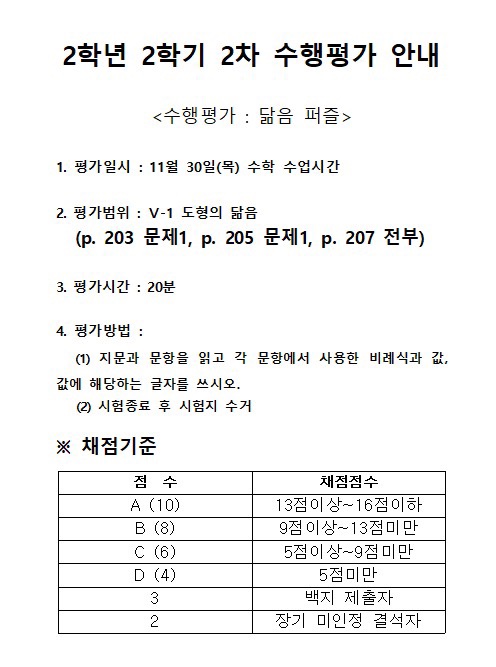 2학년 2학기 2차 수행평가 안내
<수행평가 : 닮음 퍼즐>
1. 평가일시 : 11월 30일(목) 수학 수업시간
2. 평가범위 : V-1 도형의 닮음
(p. 203 문제1, p. 205 문제1, p. 207 전부)
3. 평가시간 : 20분
4. 평가방법 :
(1) 지문과 문항을 읽고 각 문항에서 사용한 비례식과 값,
값에 해당하는 글자를 쓰시오.
(2) 시험종료 후 시험지 수거
※ 채점기준
점 수 채점점수
A (10) 13점이상~16점이하
B (8) 9점이상~13점미만
C (6) 5점이상~9점미만
D (4) 5점미만
3 백지 제출자
2 장기 미인정 결석자